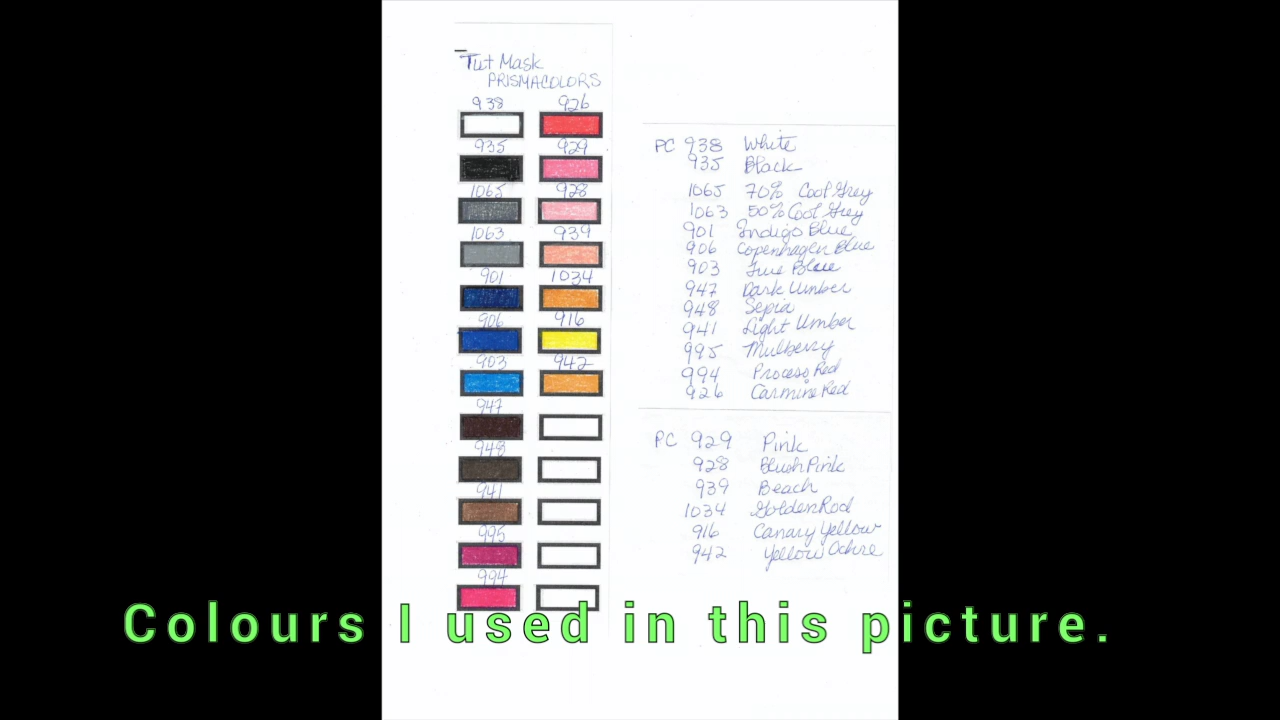 Tut Mask
PRISMACOLORS
938 926
935 929
1065 928
1063 939
901 1034
906 916
903 942
947
948
941
995
994
PC 938 White
935 Black
1065 70% Cool Grey
1063 50% Cool Grey
901 Indigo Blue
906 Copenhagen Blue
903 True Blue
947 Dark Umber
948 Sepia
941 Light Umber
995 Mulberry
994 Process Red
926 Carmine Red
PC 929 Pink
928 Blush Pink
939 Beach
1034 GoldenRod
916 Canary Yellow
942 Yellow Ochre
Colours I used in this picture.